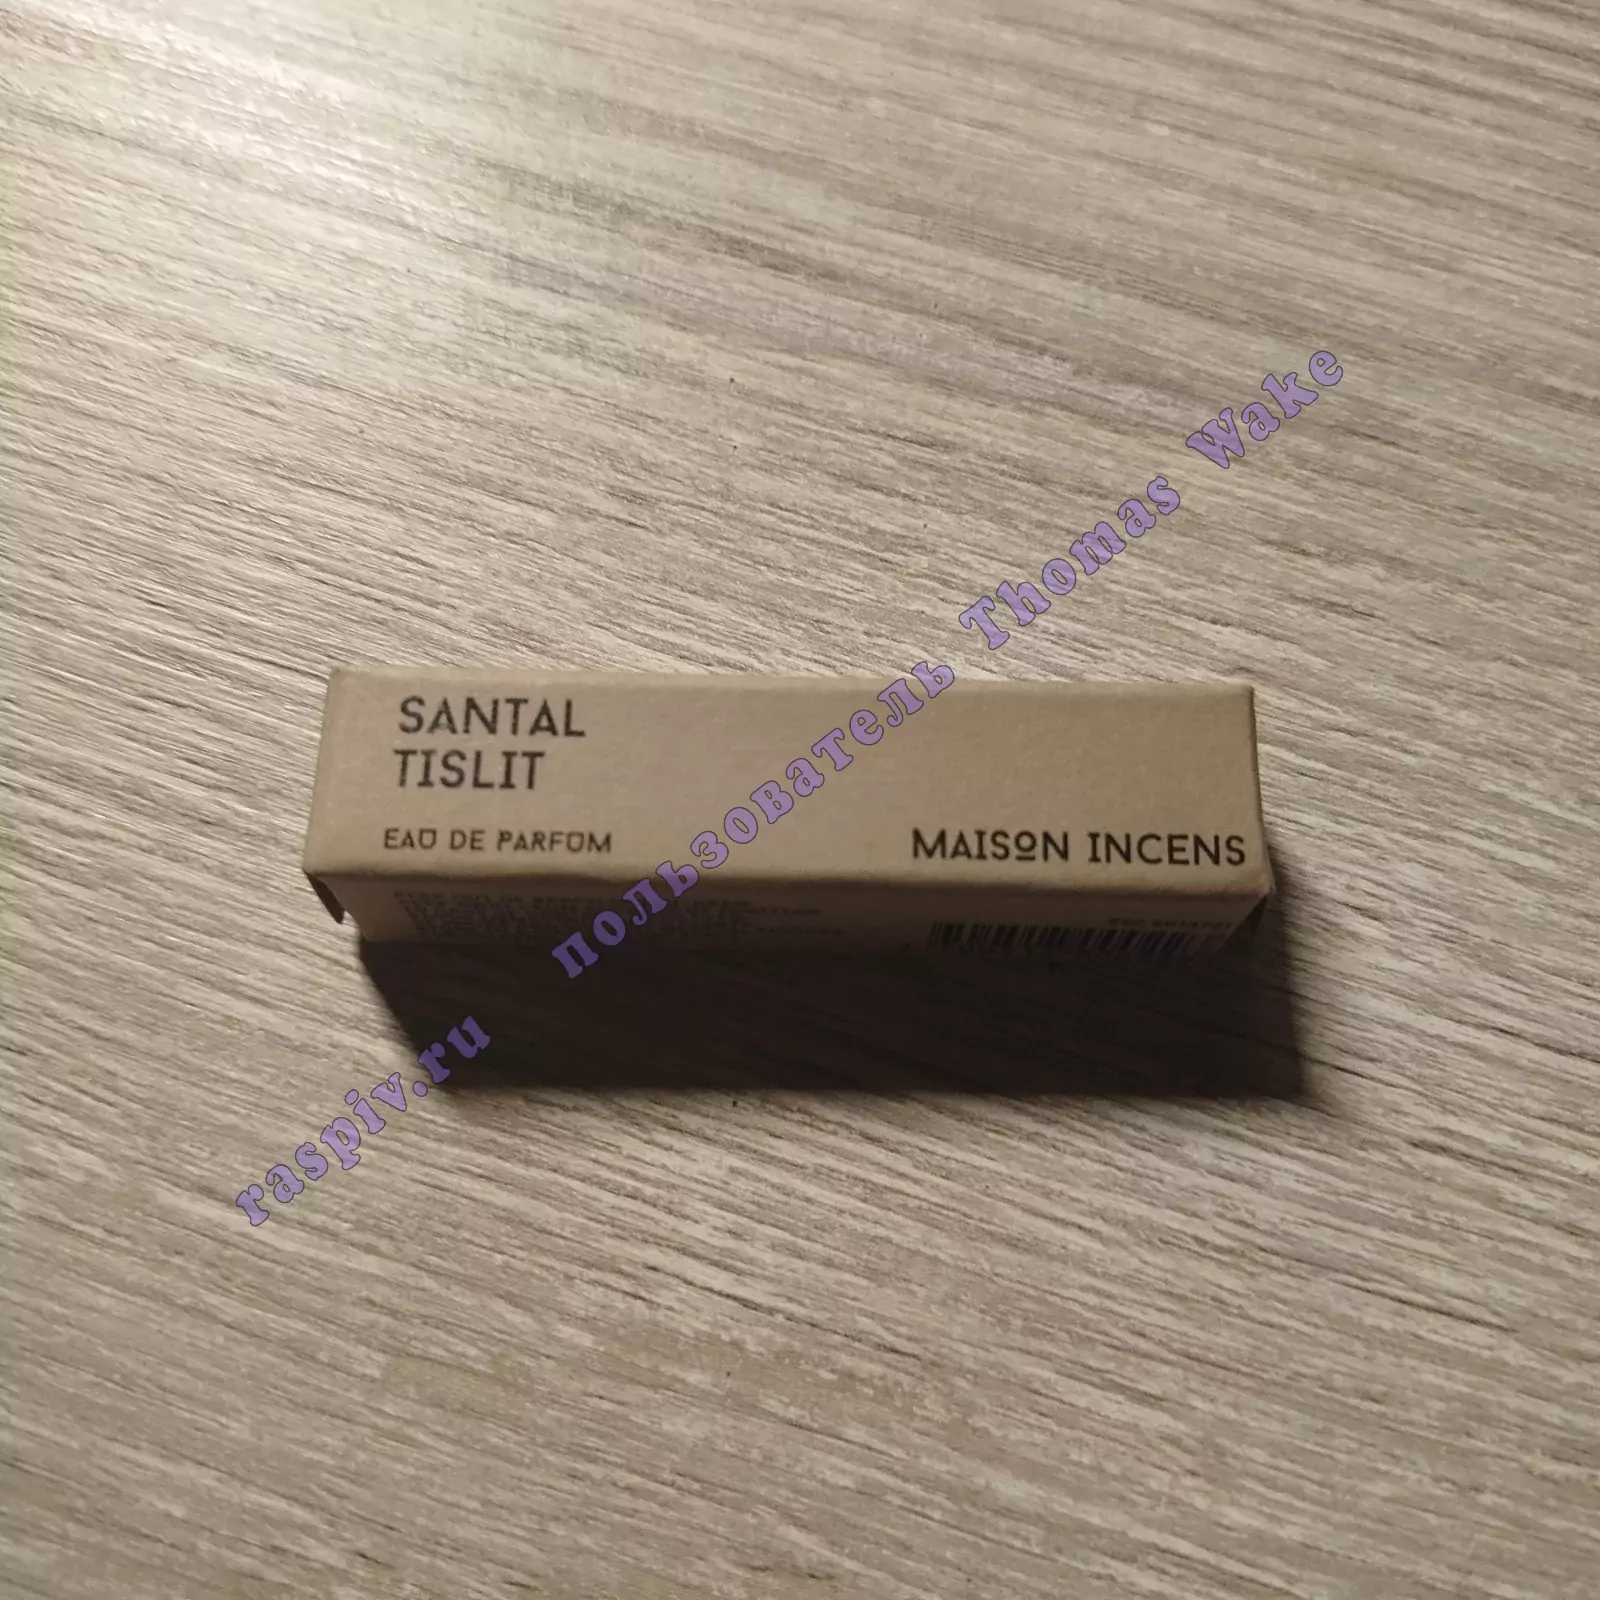 SANTAL
TISLIT
EAU DE PARFUM
MAISON INCENS
raspiv.ru пользователь Thomas Wake